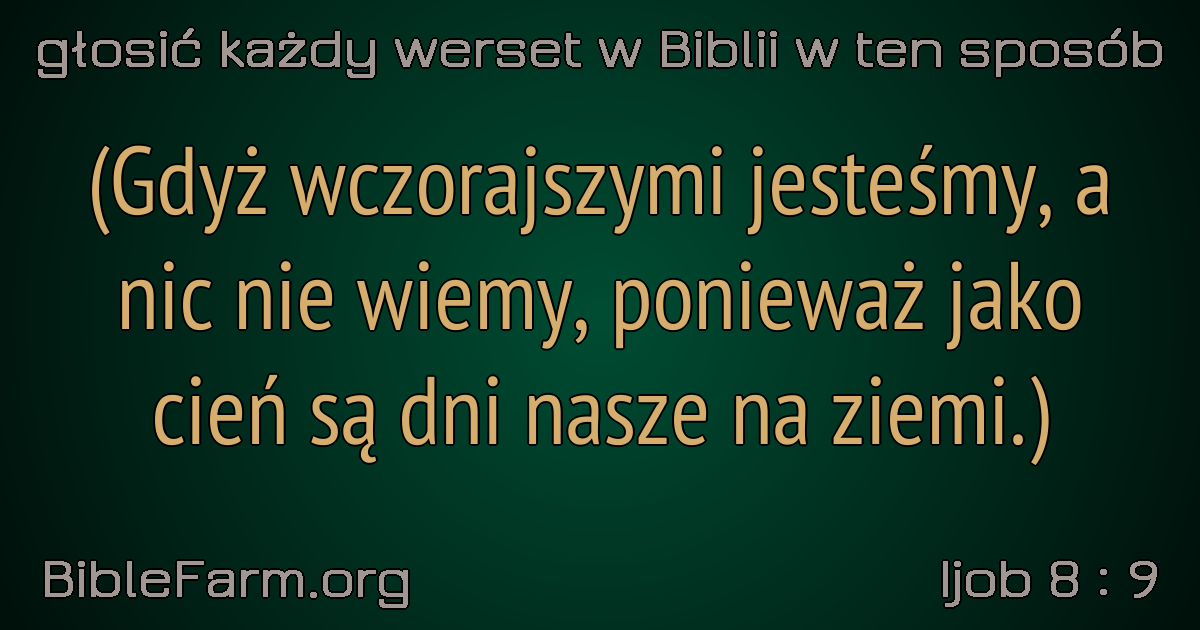 głosić każdy werset w Biblii w ten sposób
(Gdyż wczorajszymi jesteśmy, a
nic nie wiemy, ponieważ jako
cień są dni nasze na ziemi.)
BibleFarm.org
Ijob 8 : 9